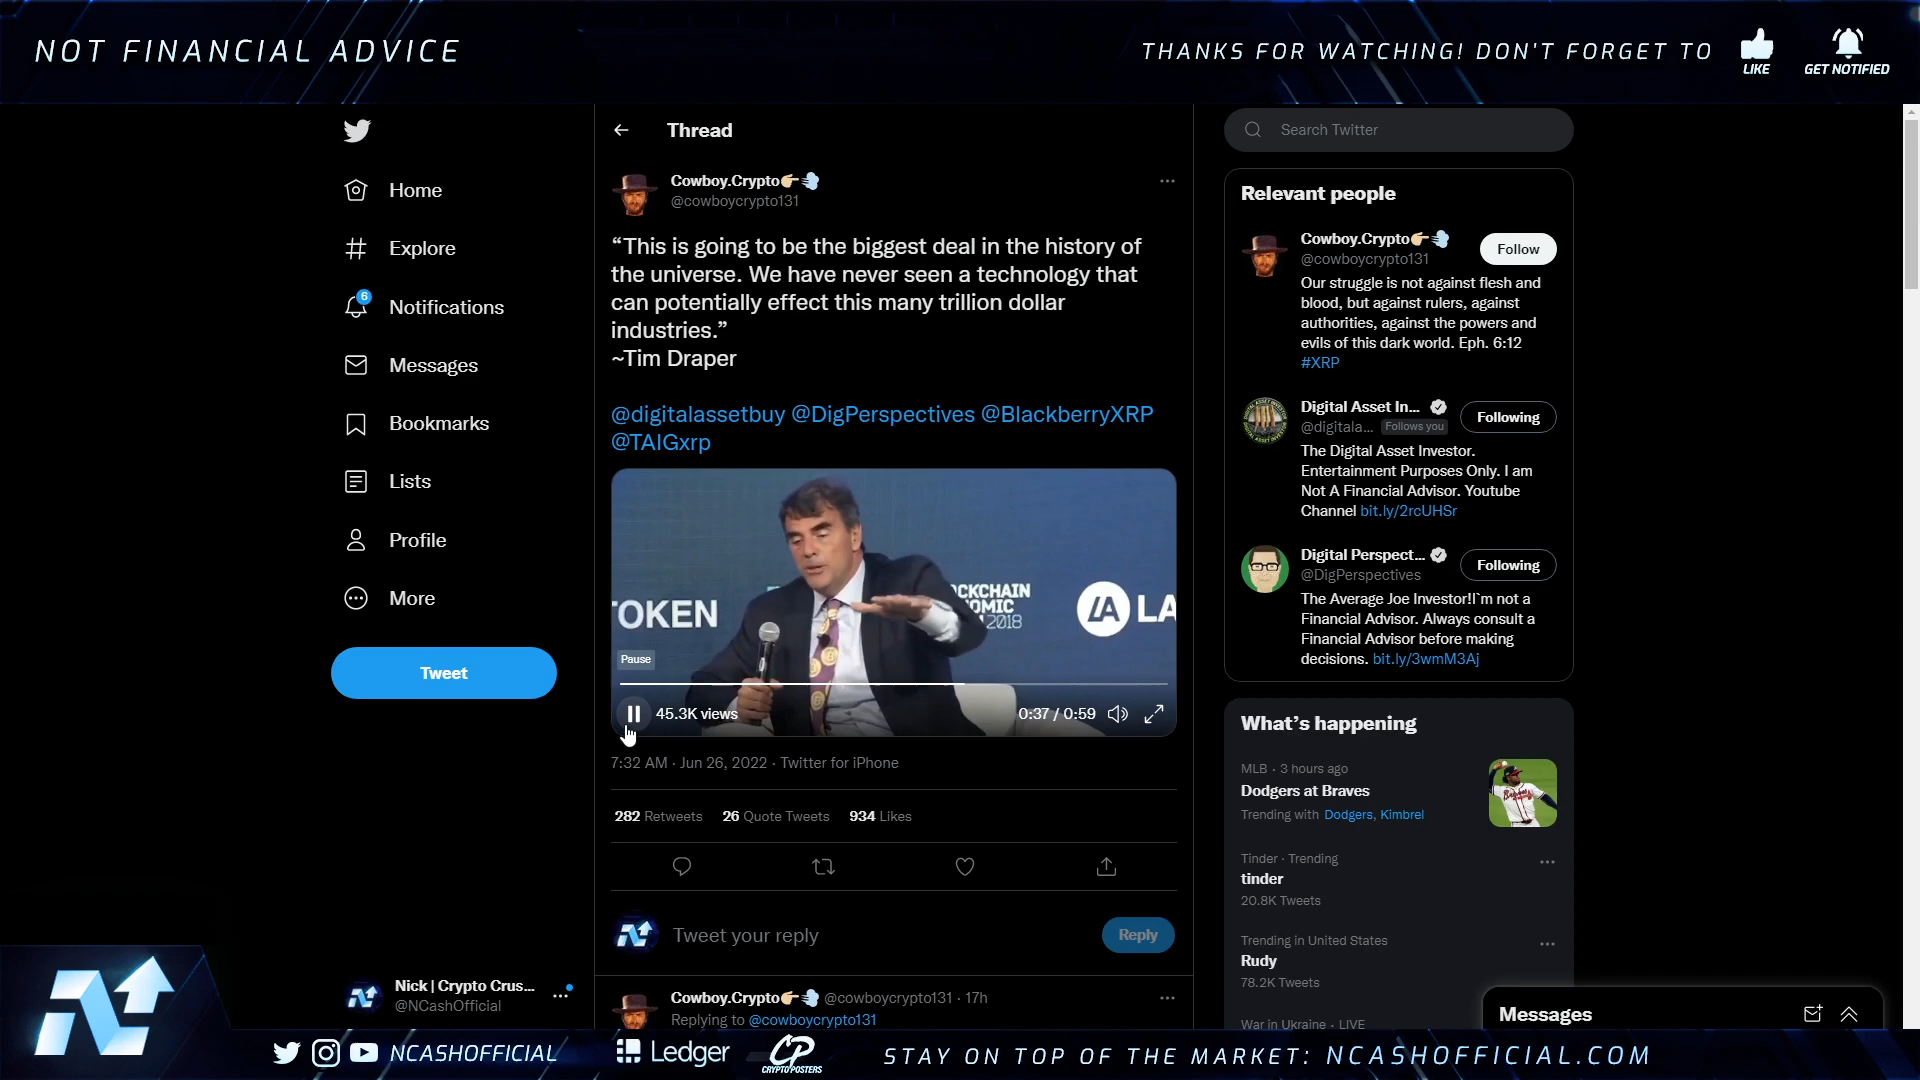 NOT FINANCIAL ADVICE
THANKS FOR WATCHING! DON'T FORGET TO
LIKE
GET NOTIFIED
Home
Explore
6
Notifications
Messages
Bookmarks
Lists
Profile
More
Tweet
Nick | Crypto Crus...
@NCashOfficial
Thread
Cowboy.Crypto
@cowboycrypto131
“This is going to be the biggest deal in the history of
the universe. We have never seen a technology that
can potentially effect this many trillion dollar
industries.”
~Tim Draper
@digitalassetbuy @DigPerspectives @BlackberryXRP
@TAIGxrp
TOKEN
2018
LA
Pause
45.3K views
0:37 / 0:59
7:32 AM · Jun 26, 2022 · Twitter for iPhone
282 Retweets 26 Quote Tweets 934 Likes
Tweet your reply
Reply
Cowboy.Crypto @cowboycrypto131 · 17h
Replying to @cowboycrypto131
Search Twitter
Relevant people
Cowboy.Crypto
@cowboycrypto131
Follow
Our struggle is not against flesh and
blood, but against rulers, against
authorities, against the powers and
evils of this dark world. Eph. 6:12
#XRP
Digital Asset In...
@digitala... Follows you
Following
The Digital Asset Investor.
Entertainment Purposes Only. I am
Not A Financial Advisor. Youtube
Channel bit.ly/2rcUHSr
Digital Perspect...
@DigPerspectives
Following
The Average Joe Investor!I`m not a
Financial Advisor. Always consult a
Financial Advisor before making
decisions. bit.ly/3wmM3Aj
What’s happening
MLB · 3 hours ago
Dodgers at Braves
Trending with Dodgers, Kimbrel
Tinder · Trending
tinder
20.8K Tweets
Trending in United States
Rudy
78.2K Tweets
War in Ukraine · LIVE
Messages
NCASHOFFICIAL
Ledger
CP
CRYPTOPOSTERS
STAY ON TOP OF THE MARKET: NCASHOFFICIAL.COM